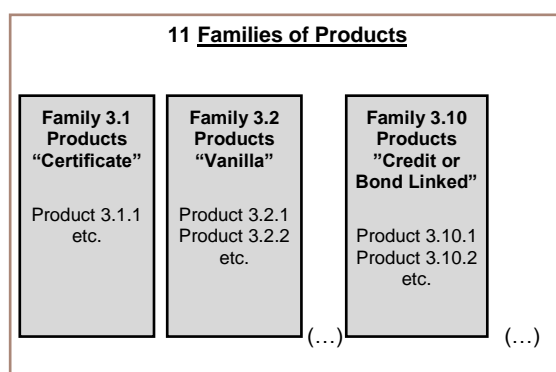 11 Families of Products
Family 3.1
Products
“Certificate”
Product 3.1.1
etc.
Family 3.2
Products
“Vanilla”
Product 3.2.1
Product 3.2.2
etc.
(…)
Family 3.10
Products
”Credit or
Bond Linked”
Product 3.10.1
Product 3.10.2
etc.
(…)